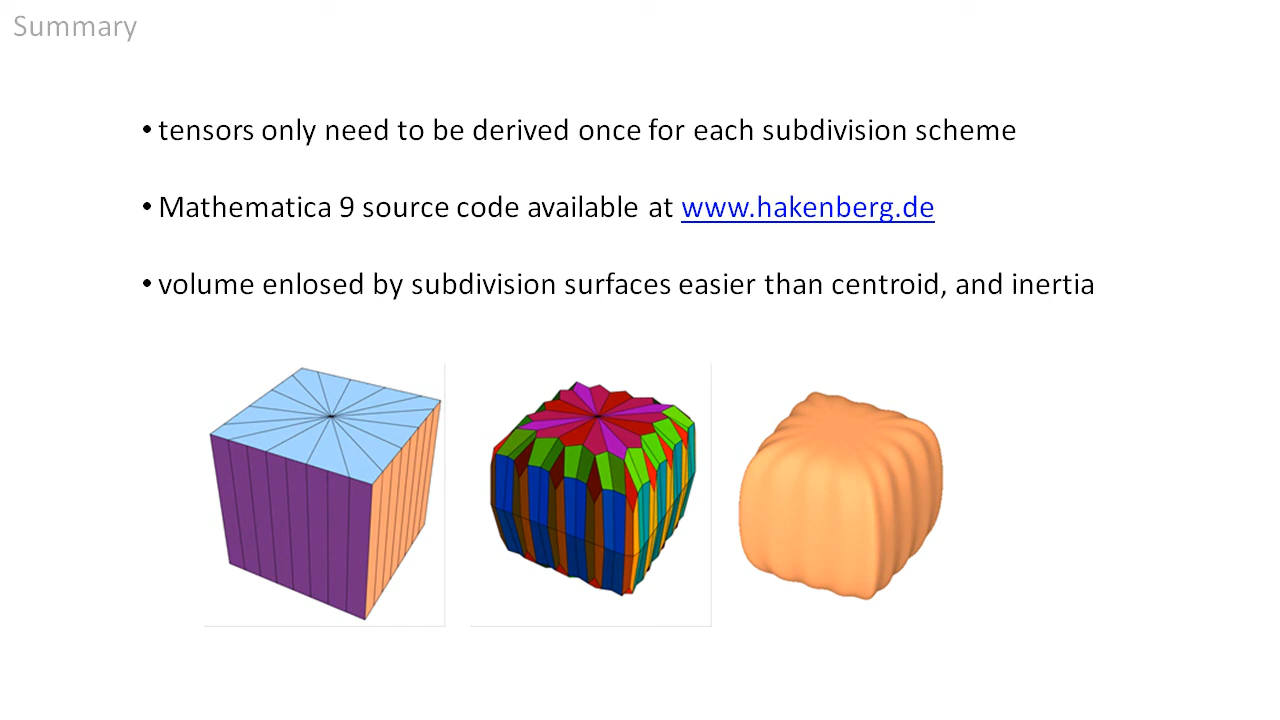 Summary
• tensors only need to be derived once for each subdivision scheme
• Mathematica 9 source code available at www.hakenberg.de
• volume enlosed by subdivision surfaces easier than centroid, and inertia